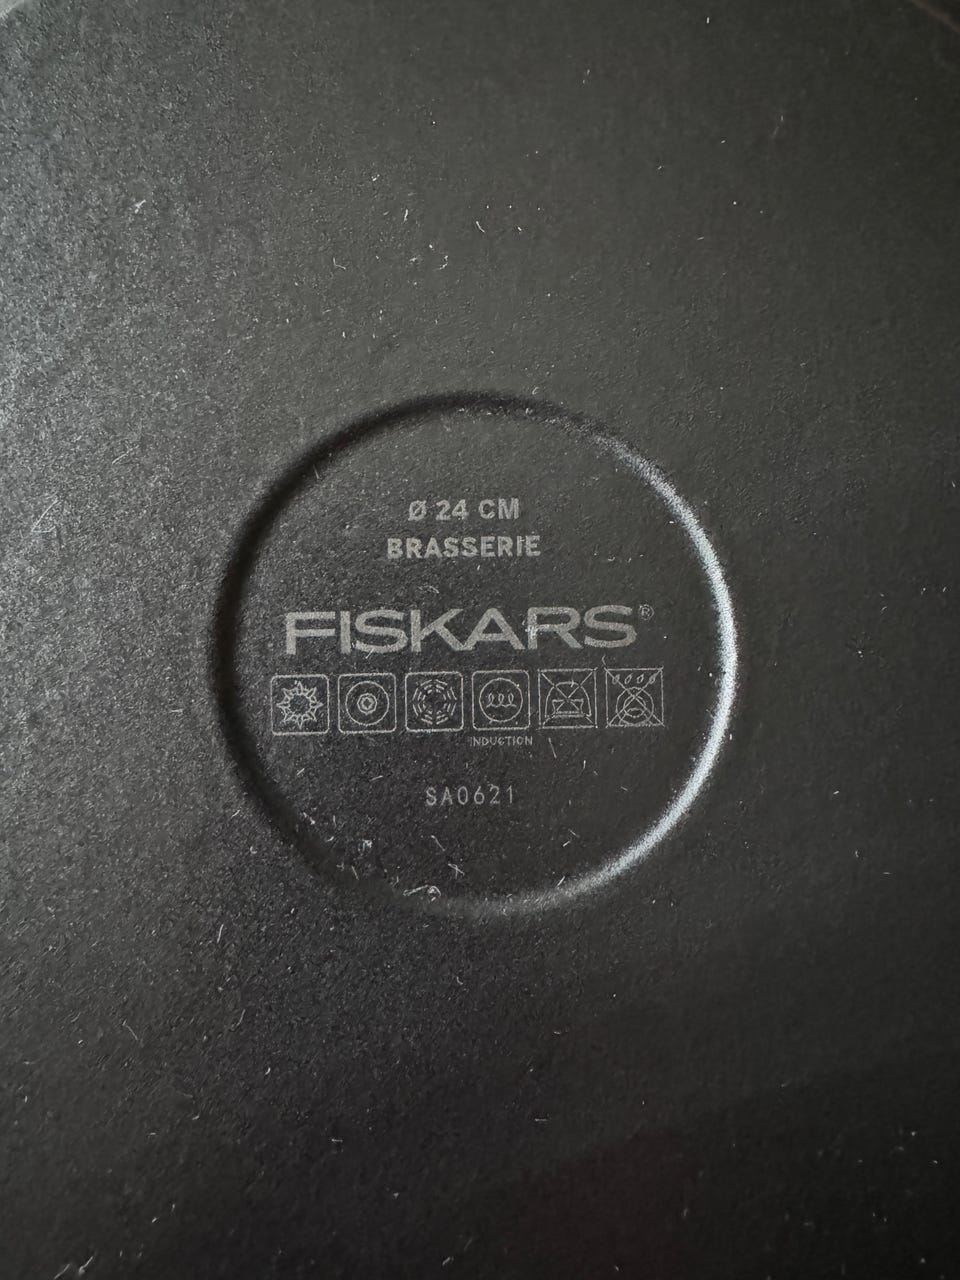 Ø 24 CM
BRASSERIE
FISKARS®
INDUCTION
SA0621